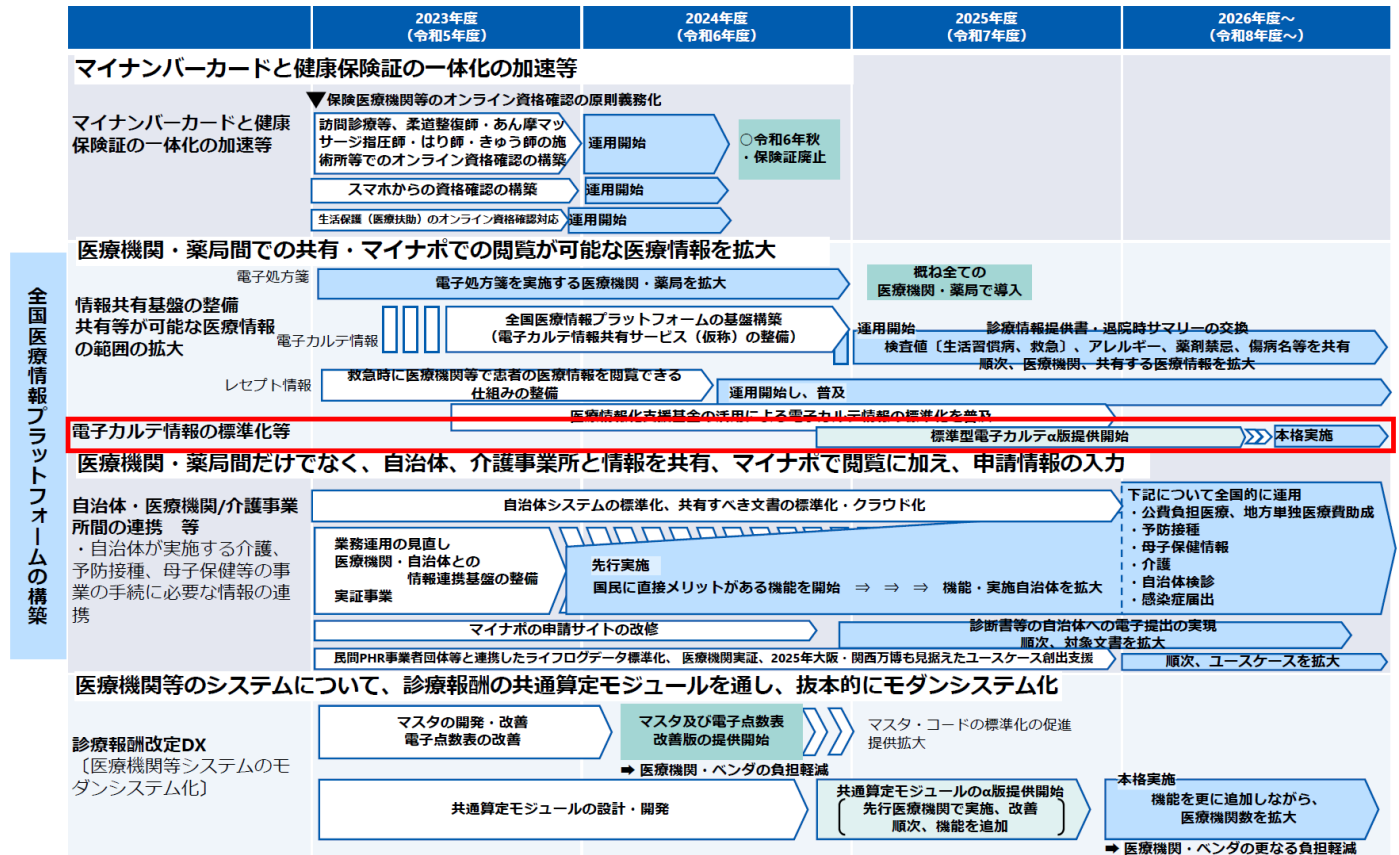 2023年度
(令和5年度)
2024年度
(令和6年度)
2025年度
(令和7年度)
2026年度~
(令和8年度~)
全国医療情報プラットフォームの構築
マイナンバーカードと健康保険証の一体化の加速等
マイナンバーカードと健康
保険証の一体化の加速等
▼保険医療機関等のオンライン資格確認の原則義務化
訪問診療等、柔道整復師・あん摩マッ
サージ指圧師・はり師・きゅう師の施
術所等でのオンライン資格確認の構築
運用開始
○令和6年秋
・保険証廃止
スマホからの資格確認の構築
運用開始
生活保護（医療扶助）のオンライン資格確認対応
運用開始
医療機関・薬局間での共有・マイナポでの閲覧が可能な医療情報を拡大
情報共有基盤の整備
共有等が可能な医療情報
の範囲の拡大
電子処方箋
電子処方箋を実施する医療機関・薬局を拡大
概ね全ての
医療機関・薬局で導入
電子カルテ情報
全国医療情報プラットフォームの基盤構築
（電子カルテ情報共有サービス（仮称）の整備）
運用開始
診療情報提供書・退院時サマリーの交換
検査値〔生活習慣病、救急〕、アレルギー、薬剤禁忌、傷病名等を共有
順次、医療機関、共有する医療情報を拡大
レセプト情報
救急時に医療機関等で患者の医療情報を閲覧できる
仕組みの整備
運用開始し、普及
医療情報化支援基金の活用による電子カルテ情報の標準化を普及
電子カルテ情報の標準化等
標準型電子カルテα版提供開始
本格実施
医療機関・薬局間だけでなく、自治体、介護事業所と情報を共有、マイナポで閲覧に加え、申請情報の入力
自治体・医療機関/介護事業
所間の連携 等
・自治体が実施する介護、
予防接種、母子保健等の事
業の手続に必要な情報の連
携
自治体システムの標準化、共有すべき文書の標準化・クラウド化
業務運用の見直し
医療機関・自治体との
情報連携基盤の整備
実証事業
先行実施
国民に直接メリットがある機能を開始 ⇒ ⇒ ⇒ 機能・実施自治体を拡大
下記について全国的に運用
・公費負担医療、地方単独医療費助成
・予防接種
・母子保健情報
・介護
・自治体検診
・感染症届出
マイナポの申請サイトの改修
診断書等の自治体への電子提出の実現
順次、対象文書を拡大
民間PHR事業者団体等と連携したライフログデータ標準化、 医療機関実証、2025年大阪・関西万博も見据えたユースケース創出支援
順次、ユースケースを拡大
医療機関等のシステムについて、診療報酬の共通算定モジュールを通し、抜本的にモダンシステム化
診療報酬改定DX
〔医療機関等システムのモ
ダンシステム化〕
マスタの開発・改善
電子点数表の改善
マスタ及び電子点数表
改善版の提供開始
マスタ・コードの標準化の促進
提供拡大
➡ 医療機関・ベンダの負担軽減
共通算定モジュールの設計・開発
共通算定モジュールのα版提供開始
先行医療機関で実施、改善
順次、機能を追加
本格実施
機能を更に追加しながら、
医療機関数を拡大
➡ 医療機関・ベンダの更なる負担軽減